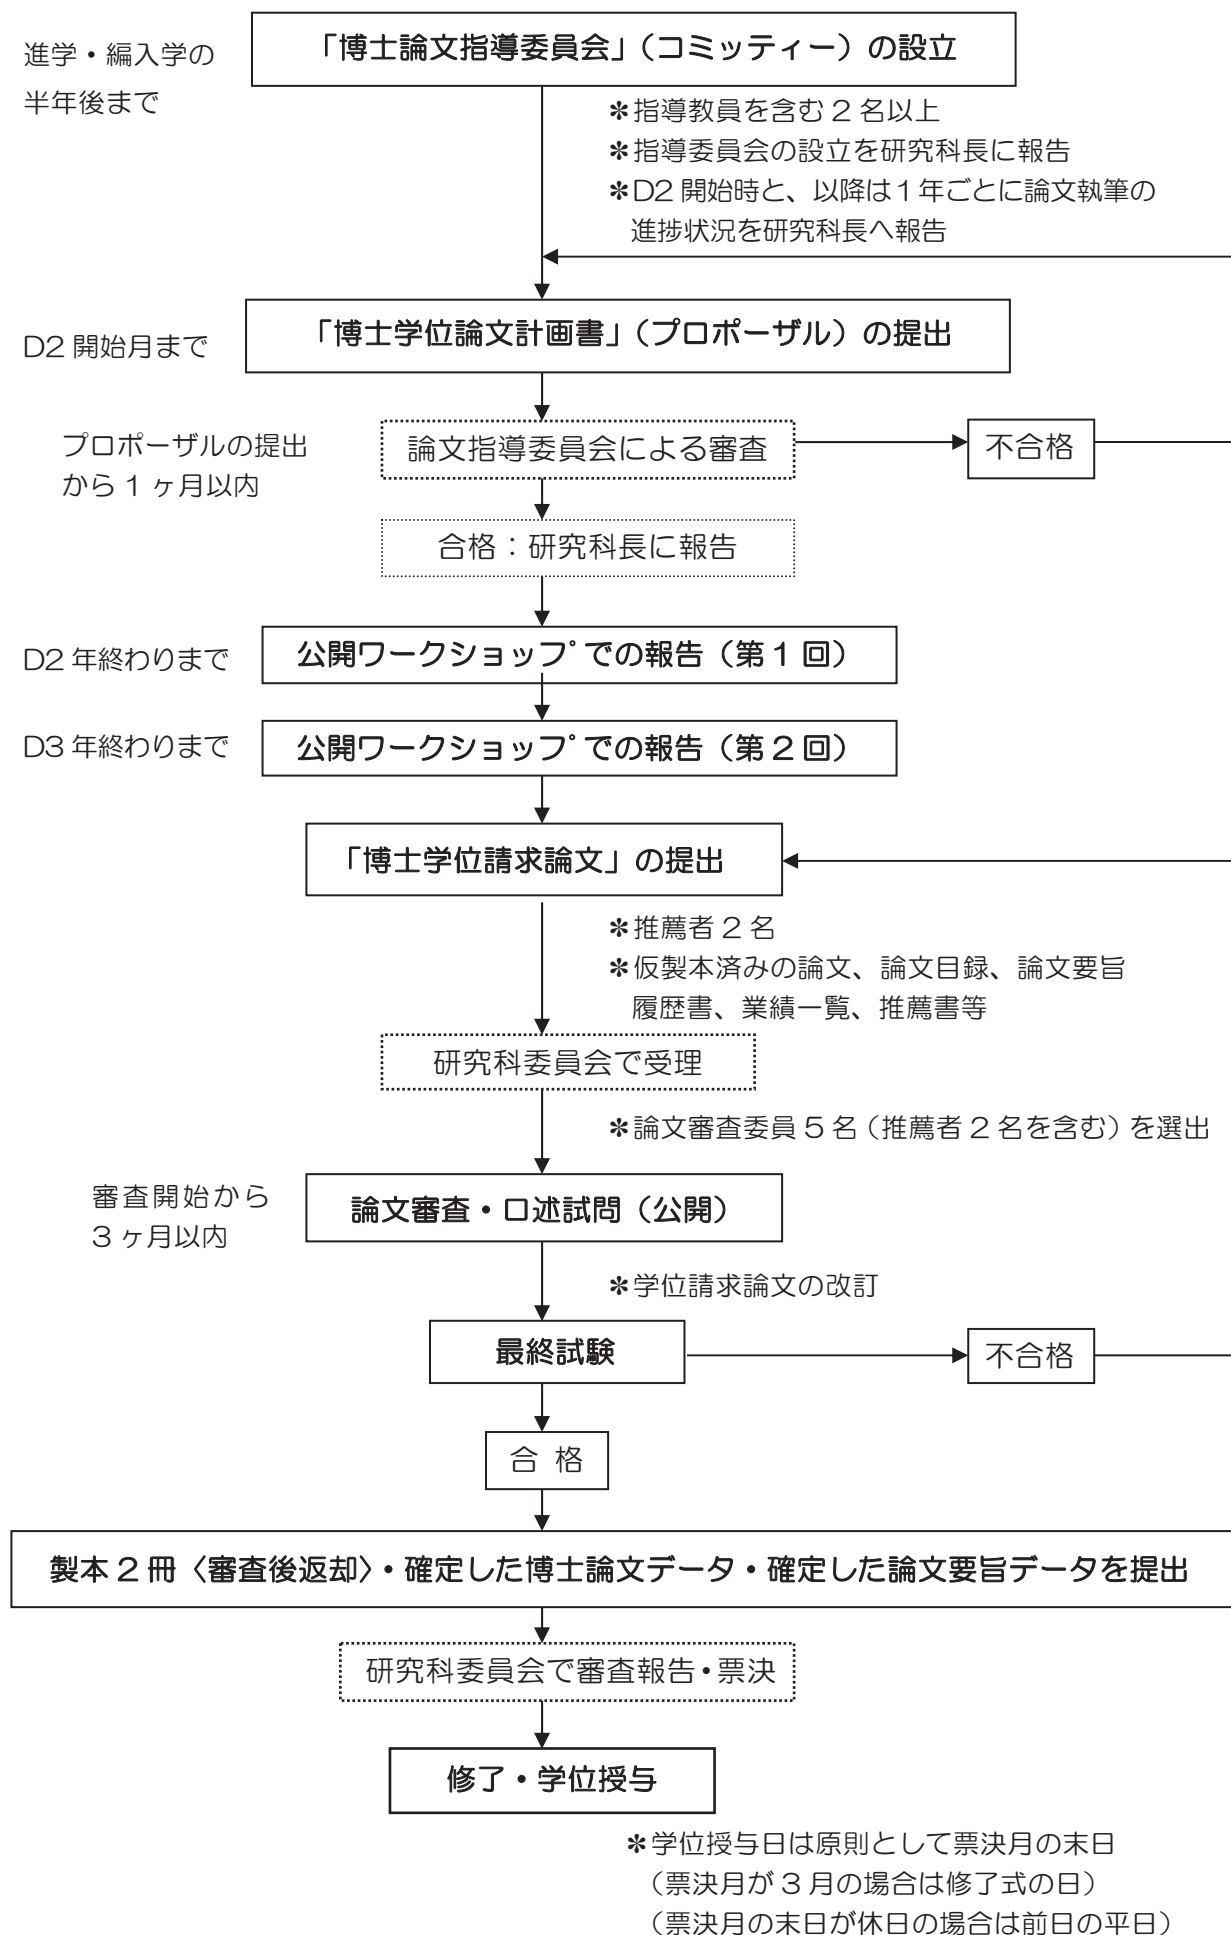 進学・編入学の
半年後まで
「博士論文指導委員会」（コミッティー）の設立
＊指導教員を含む２名以上
＊指導委員会の設立を研究科長に報告
＊D2開始時と、以降は１年ごとに論文執筆の
進捗状況を研究科長へ報告
D2開始月まで
「博士学位論文計画書」（プロポーザル）の提出
プロポーザルの提出
から１ヶ月以内
論文指導委員会による審査
不合格
合格：研究科長に報告
D2年終わりまで
公開ワークショップでの報告（第１回）
D3年終わりまで
公開ワークショップでの報告（第２回）
「博士学位請求論文」の提出
＊推薦者２名
＊仮製本済みの論文、論文目録、論文要旨
履歴書、業績一覧、推薦書等
研究科委員会で受理
＊論文審査委員５名（推薦者２名を含む）を選出
審査開始から
３ヶ月以内
論文審査・口述試問（公開）
＊学位請求論文の改訂
最終試験
不合格
合 格
製本２冊〈審査後返却〉・確定した博士論文データ・確定した論文要旨データを提出
研究科委員会で審査報告・票決
修了・学位授与
＊学位授与日は原則として票決月の末日
（票決月が３月の場合は修了式の日）
（票決月の末日が休日の場合は前日の平日）